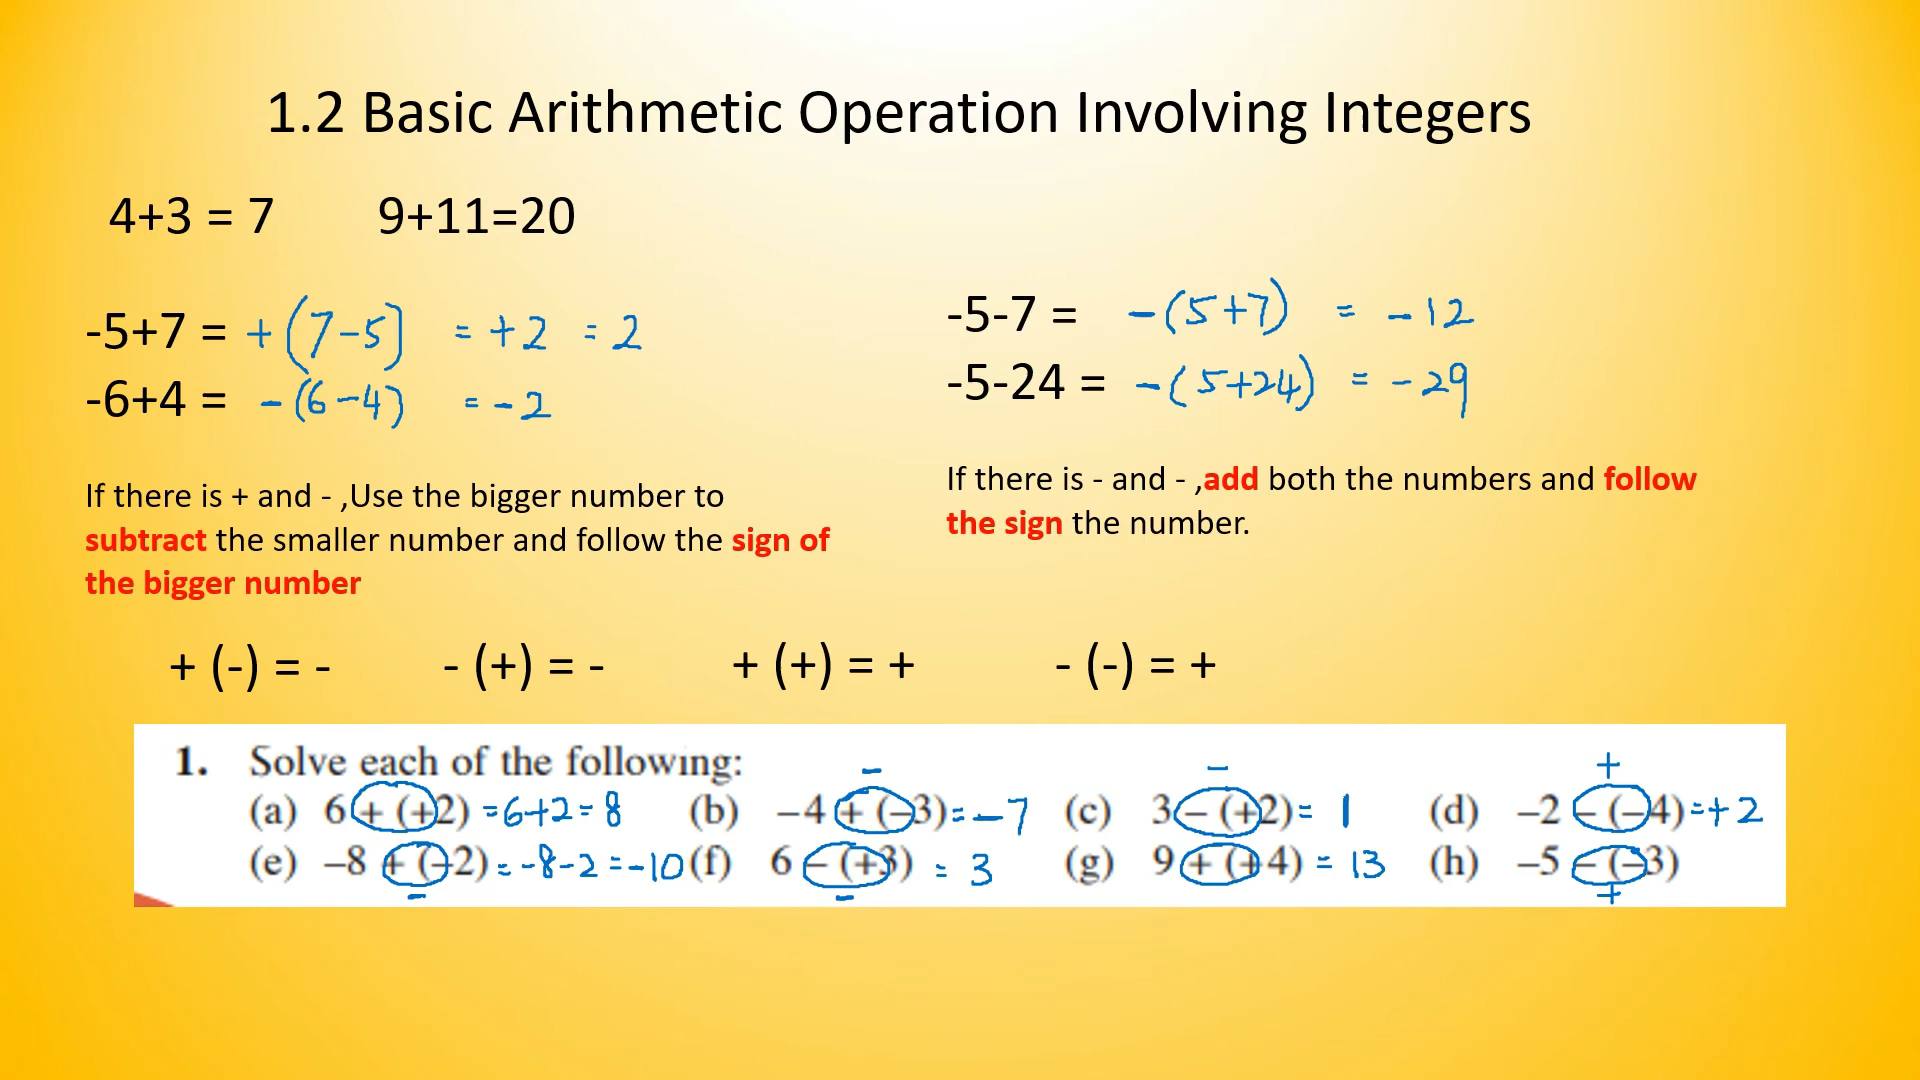 1.2 Basic Arithmetic Operation Involving Integers
4+3 = 7 9+11=20
-5+7 = +(7-5) = +2 = 2
-6+4 = -(6-4) = -2
-5-7 = -(5+7) = -12
-5-24 = -(5+24) = -29
If there is + and - ,Use the bigger number to
subtract the smaller number and follow the sign of
the bigger number
If there is - and - ,add both the numbers and follow
the sign the number.
+ (-) = - - (+) = - + (+) = + - (-) = +
1. Solve each of the following:
- - +
(a) 6 + (+2) =6+2=8 (b) –4 + (–3)=-7 (c) 3 – (+2)= 1 (d) –2 – (–4)=+2
(e) –8 + (–2)=-8-2=-10 (f) 6 – (+3) = 3 (g) 9 + (+4) = 13 (h) –5 – (–3)
- - +